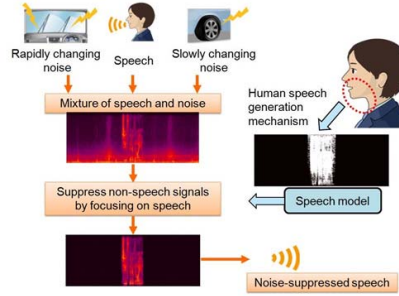 Rapidly changing
noise
Speech
Slowly changing
noise
Mixture of speech and noise
Human speech
generation
mechanism
Suppress non-speech signals
by focusing on speech
Speech model
Noise-suppressed speech